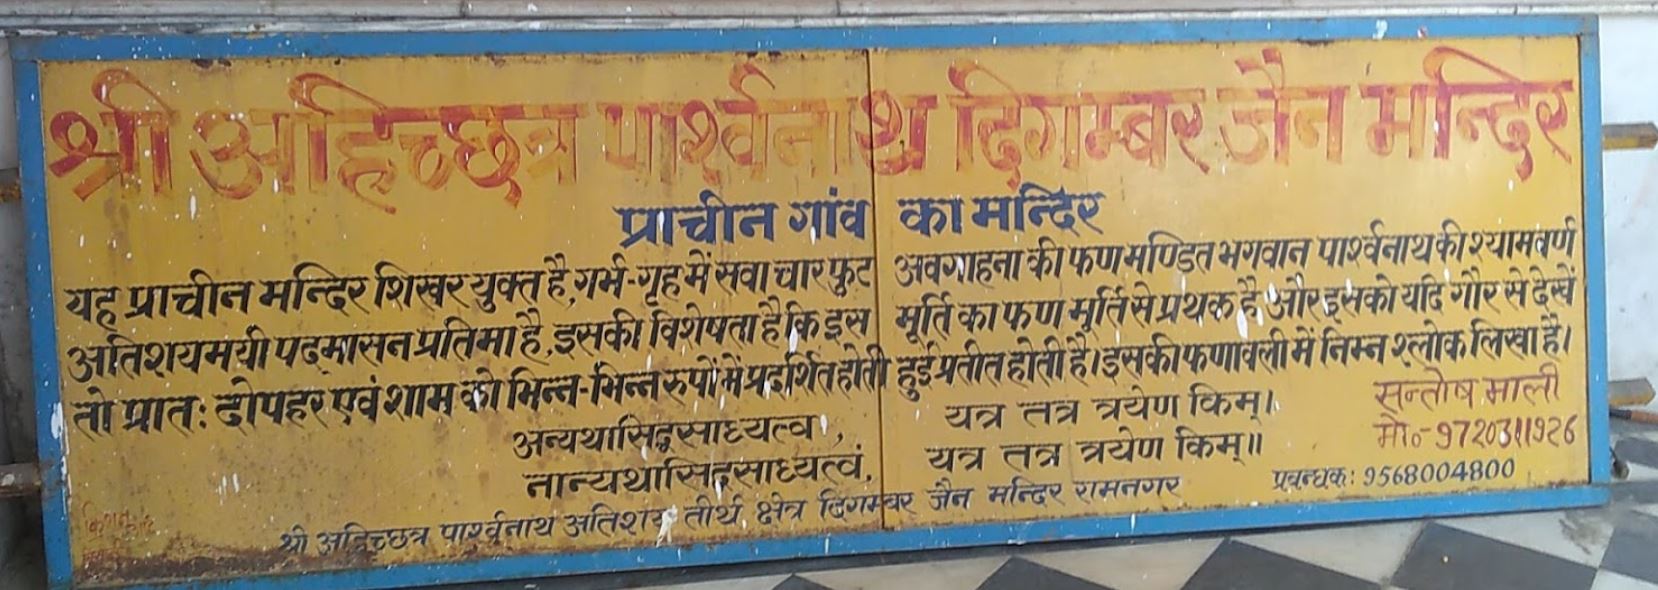 श्री अहिच्छत्र पार्श्वनाथ दिगम्बर जैन मन्दिर
प्राचीन गांव का मन्दिर
यह प्राचीन मन्दिर शिखर युक्त है, गर्भ-गृह में सवा चार फुट अवगाहना की फणमण्डित भगवान पार्श्वनाथ की श्यामवर्ण
अतिशयमयी पद्मासन प्रतिमा है, इसकी विशेषता है कि इस मूर्ति का फण मूर्ति से प्रथक है और इसको यदि गौर से देखें
तो प्रातः दोपहर एवं शाम को भिन्न-भिन्न रुपों में प्रदर्शित होती हुई प्रतीत होती है। इसकी फणावली में निम्न श्लोक लिखा है।
अन्यथासिद्धसाध्यत्व, यत्र तत्र त्रयेण किम्।
नान्यथासिद्धसाध्यत्वं, यत्र तत्र त्रयेण किम्॥
सन्तोष माली
मो०-9720311926
श्री अहिच्छत्र पार्श्वनाथ अतिशय तीर्थ क्षेत्र दिगम्बर जैन मन्दिर रामनगर
प्रबन्धक: 9568004800